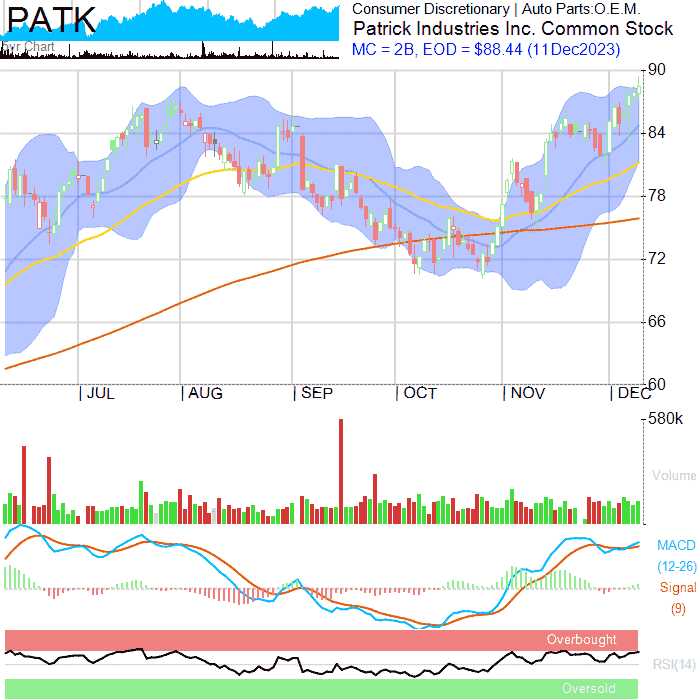 PATK
Consumer Discretionary | Auto Parts:O.E.M.
Patrick Industries Inc. Common Stock
MC = 2B, EOD = $88.44 (11Dec2023)
Chart
90
84
78
72
66
60
| JUL | AUG | SEP | OCT | NOV | DEC
580k
Volume
MACD
(12-26)
Signal
(9)
Overbought
RSI(14)
Oversold